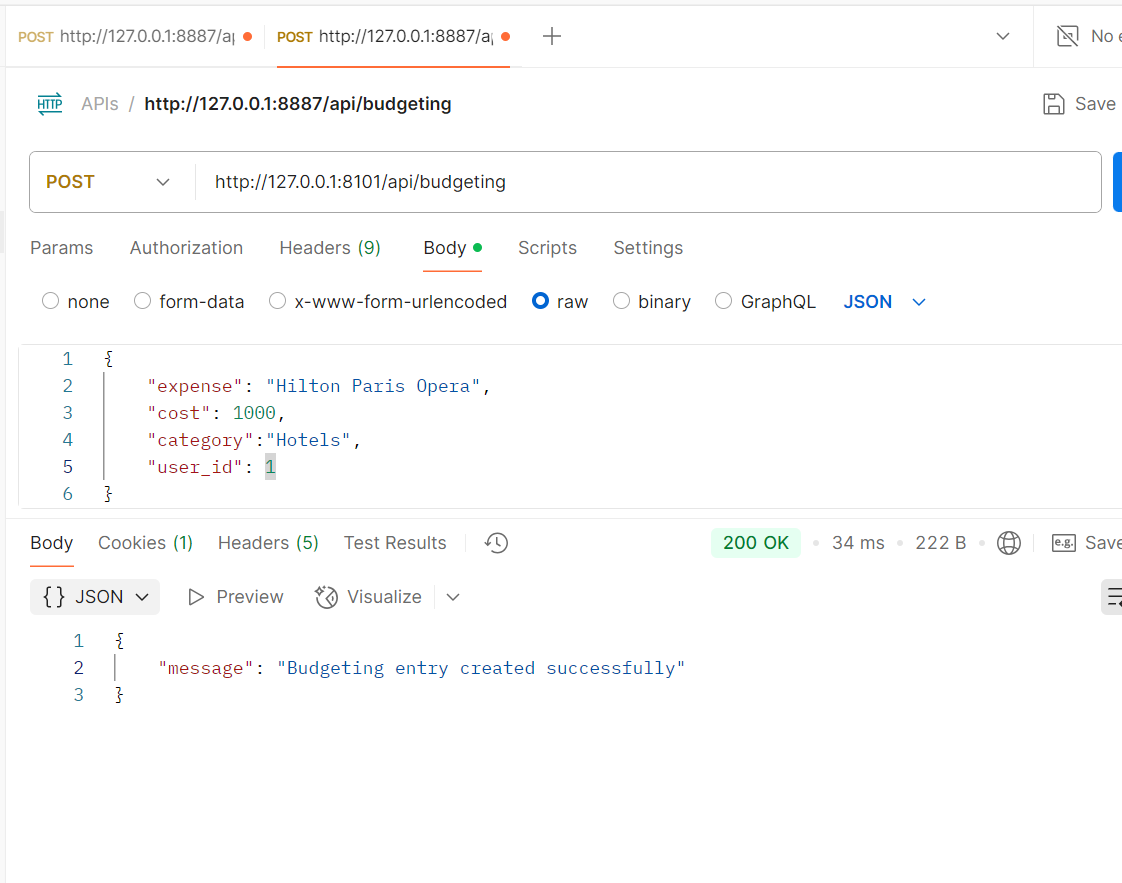 POST http://127.0.0.1:8887/a POST http://127.0.0.1:8887/a No e
HTTP APIs / http://127.0.0.1:8887/api/budgeting Save
POST http://127.0.0.1:8101/api/budgeting
Params Authorization Headers (9) Body Scripts Settings
none form-data x-www-form-urlencoded raw binary GraphQL JSON
1 {
2 "expense": "Hilton Paris Opera",
3 "cost": 1000,
4 "category":"Hotels",
5 "user_id": 1
6 }
Body Cookies (1) Headers (5) Test Results 200 OK 34 ms 222 B e.g. Save
{} JSON Preview Visualize
1 {
2 "message": "Budgeting entry created successfully"
3 }